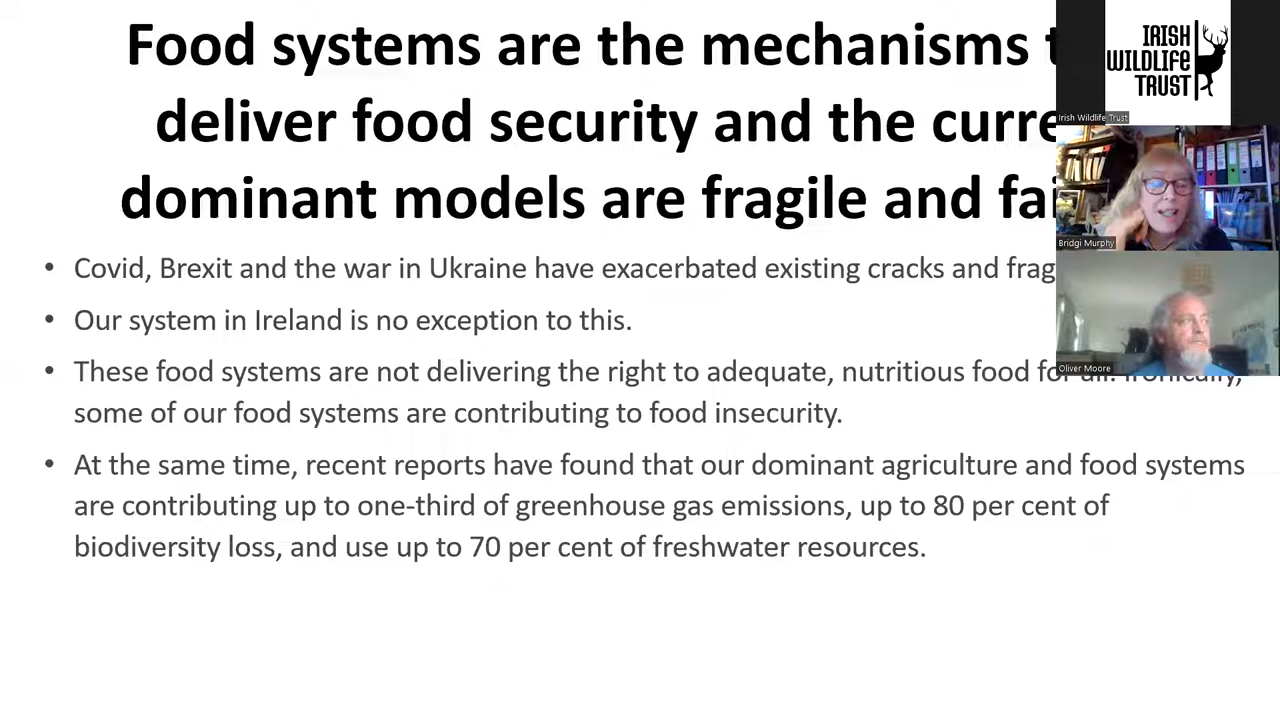 Food systems are the mechanisms
deliver food security and the curre
dominant models are fragile and fai
• Covid, Brexit and the war in Ukraine have exacerbated existing cracks and frag
• Our system in Ireland is no exception to this.
• These food systems are not delivering the right to adequate, nutritious food for all. Ironically,
some of our food systems are contributing to food insecurity.
• At the same time, recent reports have found that our dominant agriculture and food systems
are contributing up to one-third of greenhouse gas emissions, up to 80 per cent of
biodiversity loss, and use up to 70 per cent of freshwater resources.
IRISH
WILDLIFE
TRUST
Irish Wildlife Trust
Bridgi Murphy
Oliver Moore